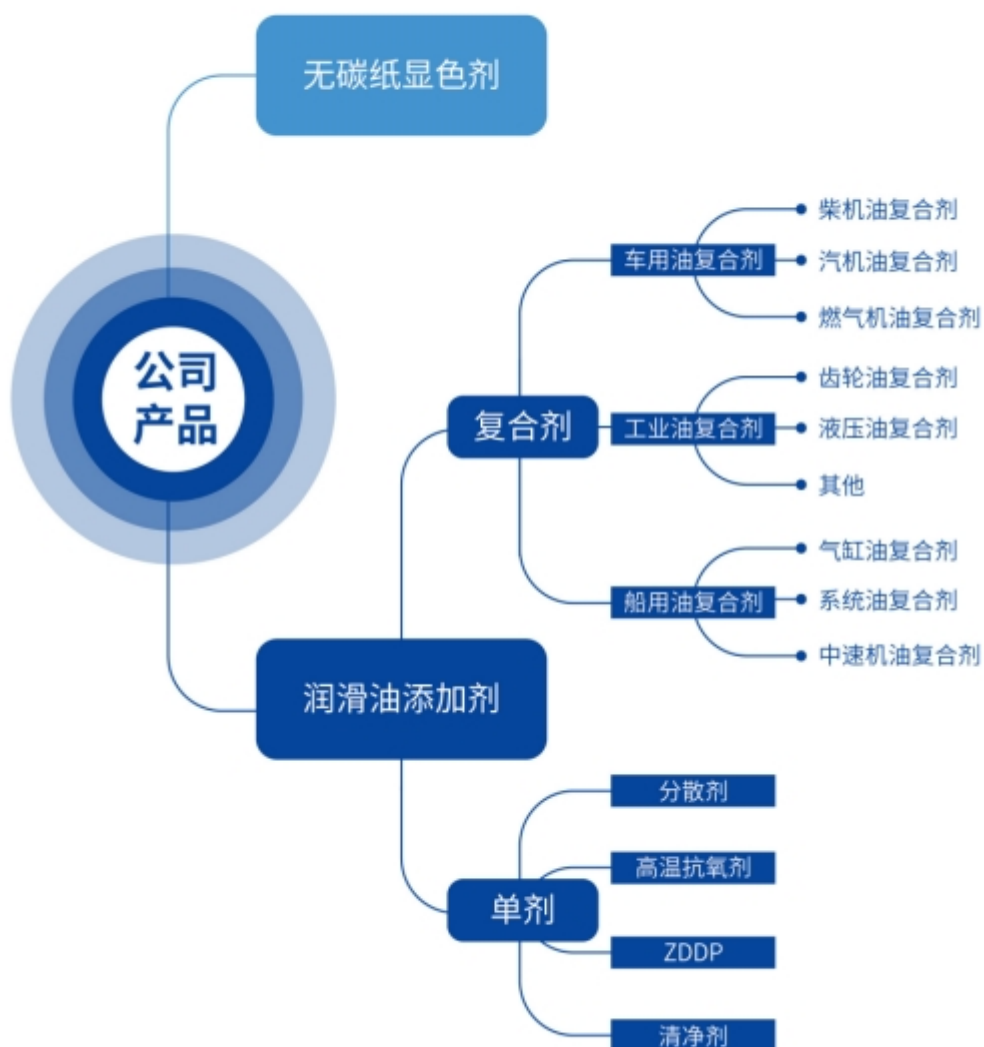 无碳纸显色剂
公司
产品
柴机油复合剂
车用油复合剂
汽机油复合剂
燃气机油复合剂
齿轮油复合剂
复合剂
工业油复合剂
液压油复合剂
其他
气缸油复合剂
船用油复合剂
系统油复合剂
中速机油复合剂
润滑油添加剂
分散剂
高温抗氧剂
单剂
ZDDP
清净剂